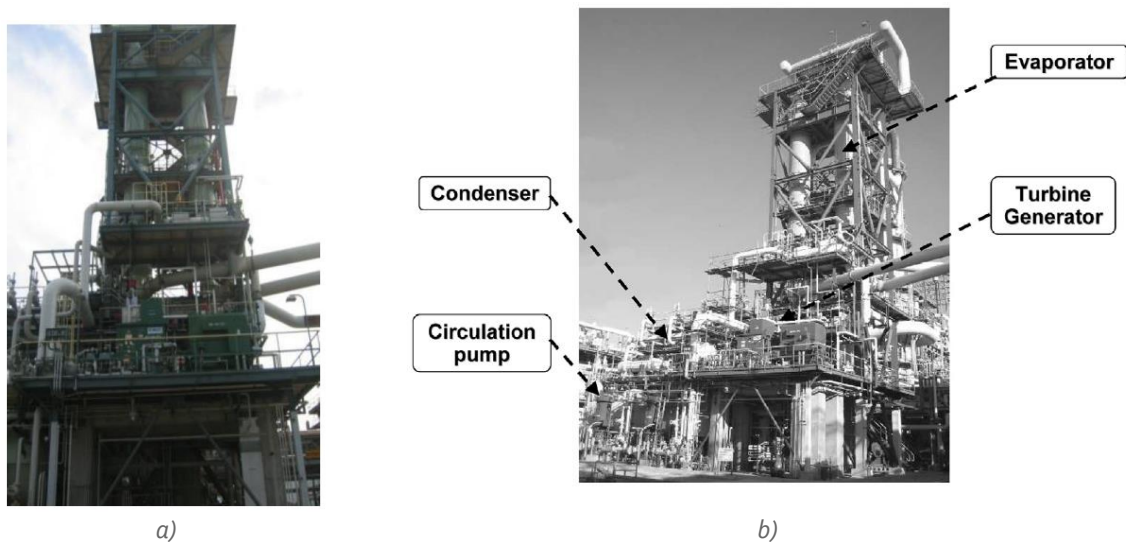 Evaporator
Condenser
Turbine
Generator
Circulation
pump
a)
b)